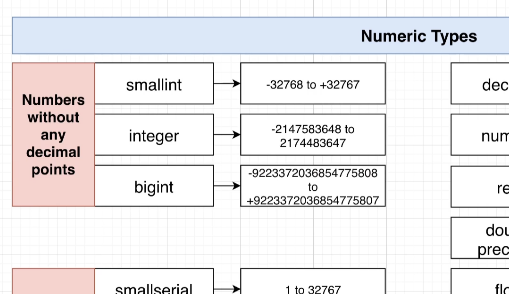 Numeric Types
Numbers
without
any
decimal
points
smallint
-32768 to +32767
integer
-2147583648 to
2174483647
bigint
-9223372036854775808
to
+9223372036854775807
smallserial
1 to 32767
dec
num
re
dou
prec
flo